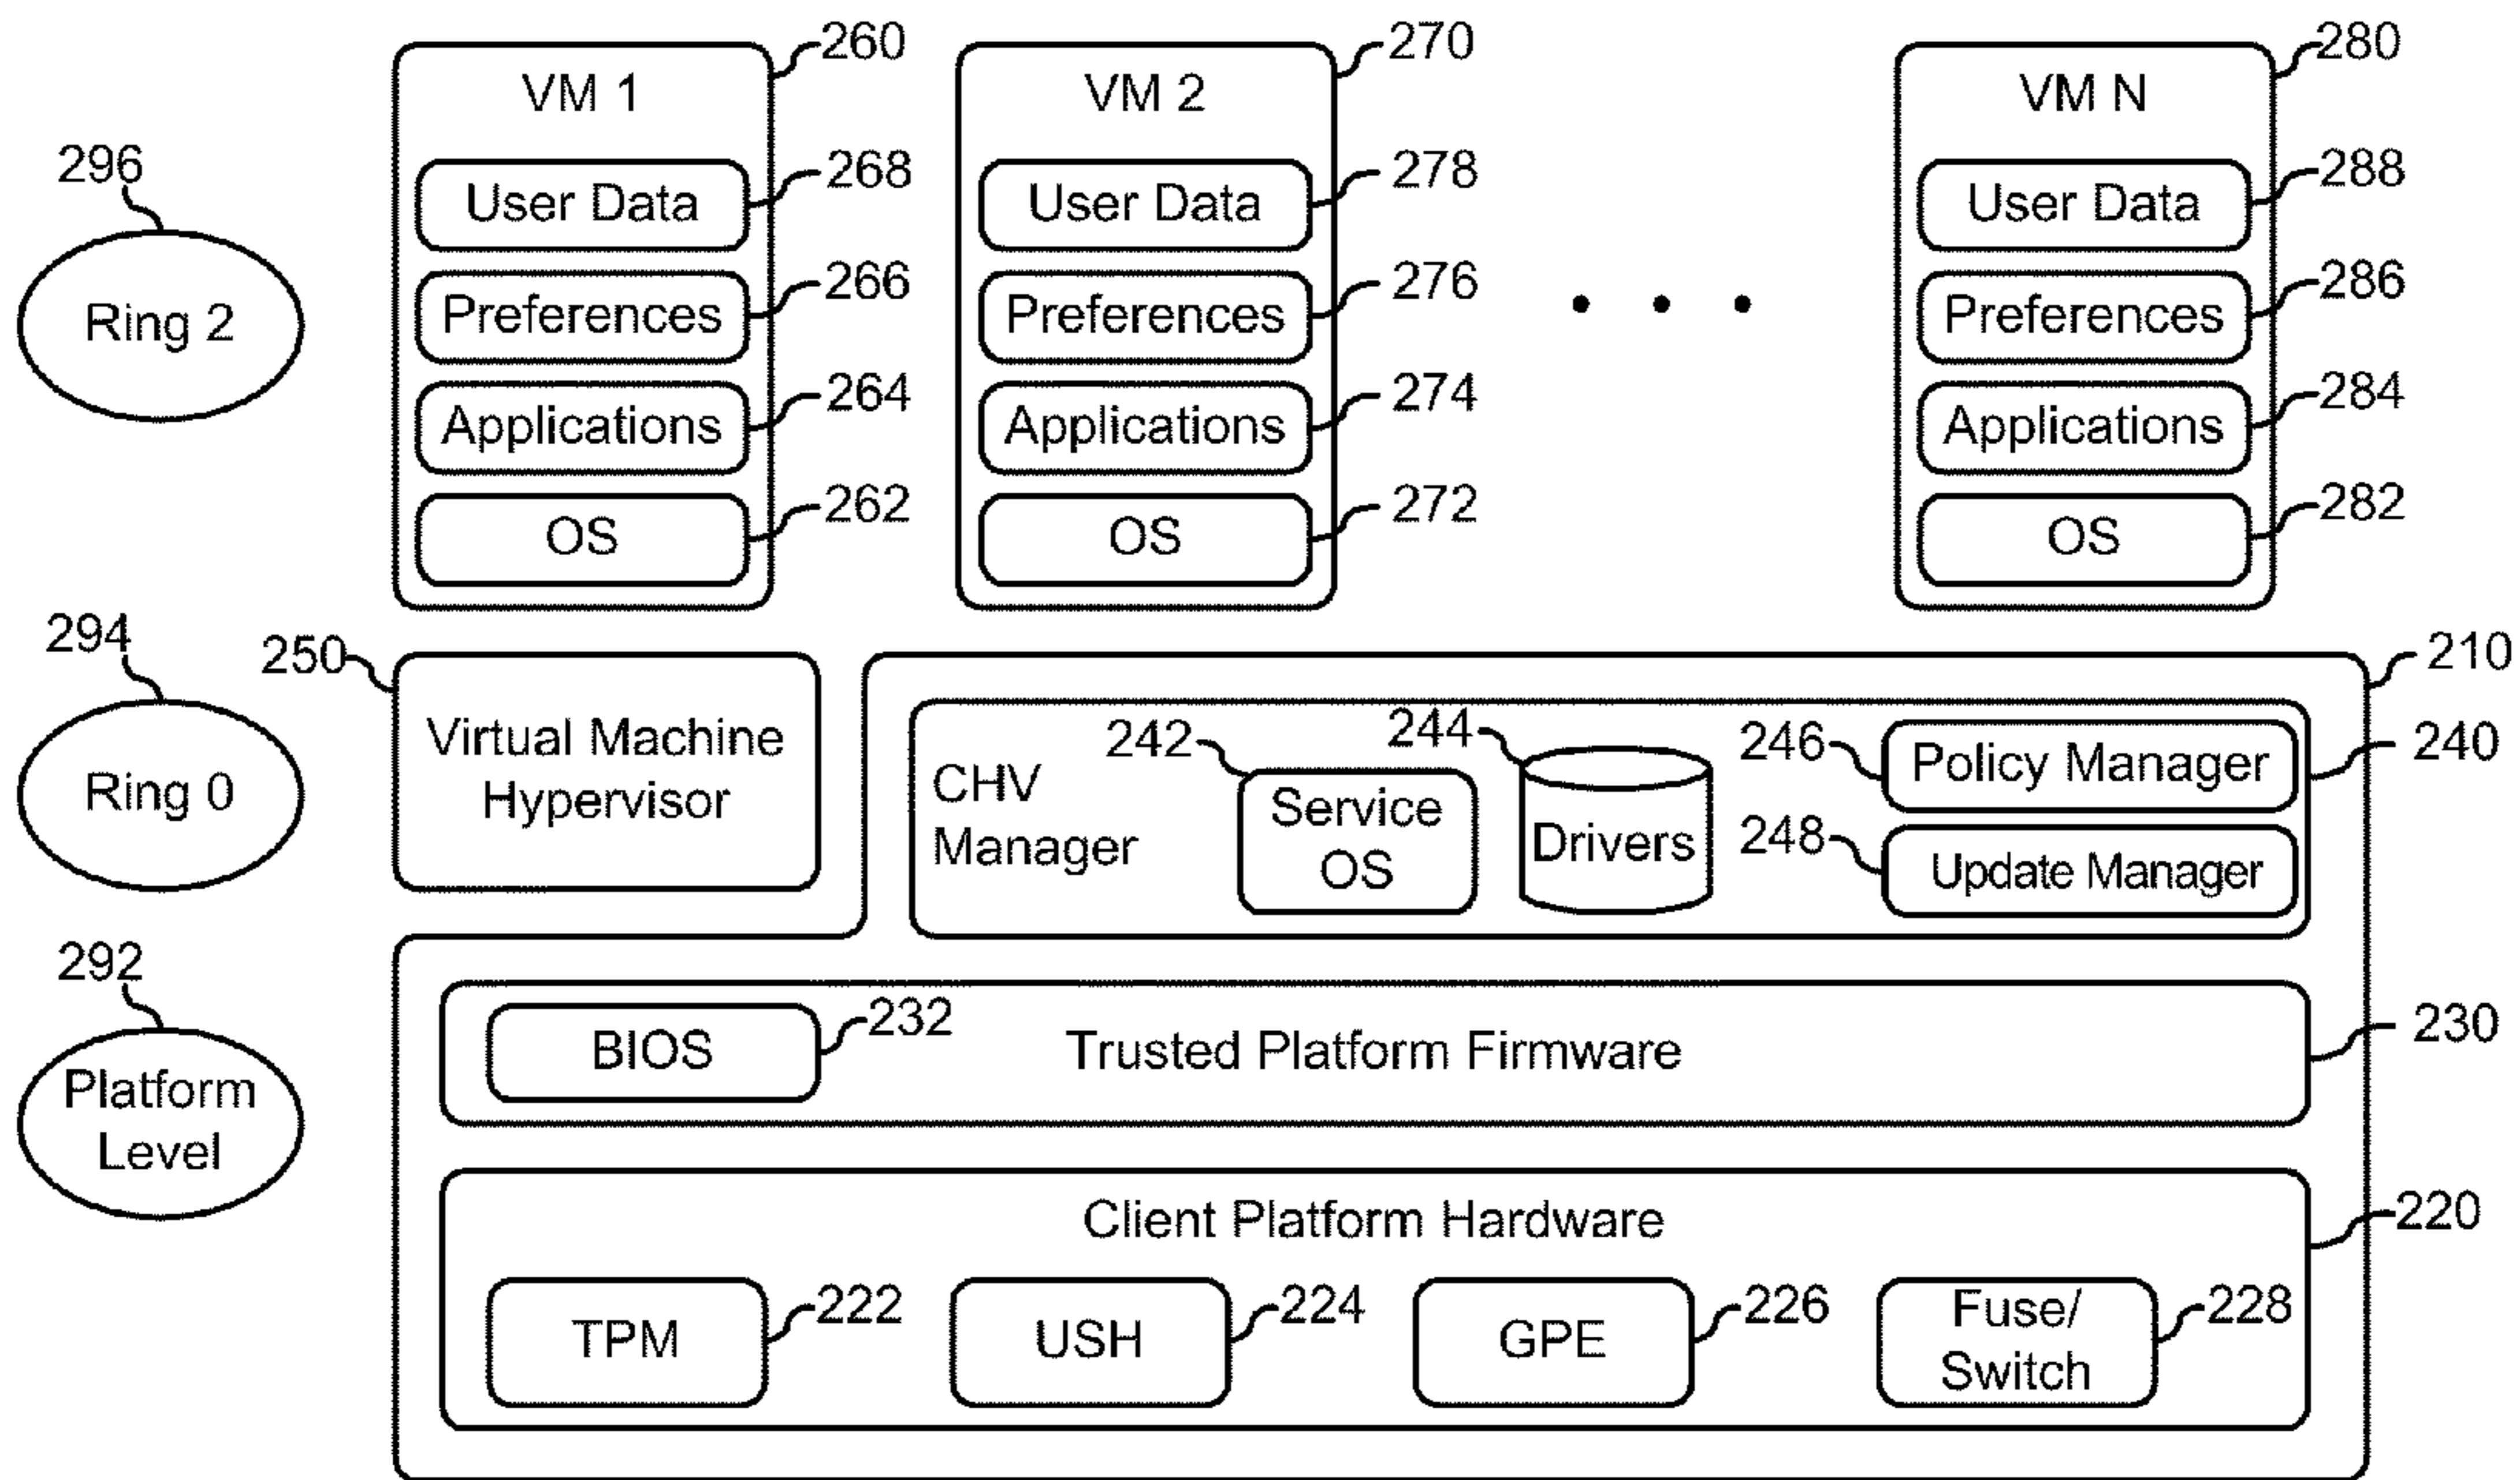 260
270
280
VM 1
VM 2
VM N
296
268
278
288
User Data
User Data
User Data
266
276
286
Ring 2
Preferences
Preferences
Preferences
264
274
284
Applications
Applications
Applications
262
272
282
OS
OS
OS
294
250
210
Virtual Machine
Hypervisor
Ring 0
CHV
Manager
242
Service
OS
244
Drivers
246
Policy Manager
240
248
Update Manager
292
Platform
Level
BIOS
232
Trusted Platform Firmware
230
Client Platform Hardware
220
TPM
222
USH
224
GPE
226
Fuse/
Switch
228